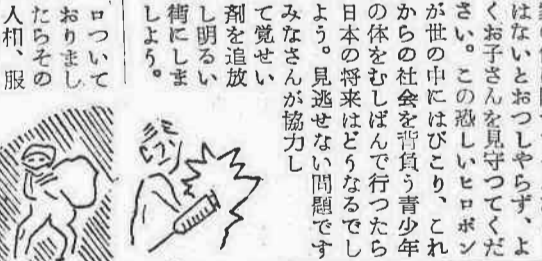 はないとおつしやらず、よ
くお子さんを見守つてくだ
さい。この恐しいヒロポン
が世の中にはびこり、これ
からの社会を背負う青少年
の体をむしばんで行つたら
日本の将来はどうなるでし
よう。見逃せない問題です
みなさんが協力し
て覚せい
剤を追放
し明るい
街にしま
しよう。
ロついて
おりまし
たらその
人相、服